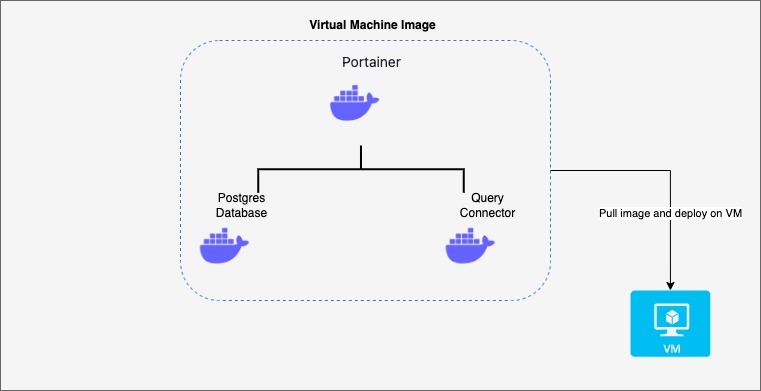 Virtual Machine Image
Portainer
Postgres
Database
Query
Connector
Pull image and deploy on VM
VM